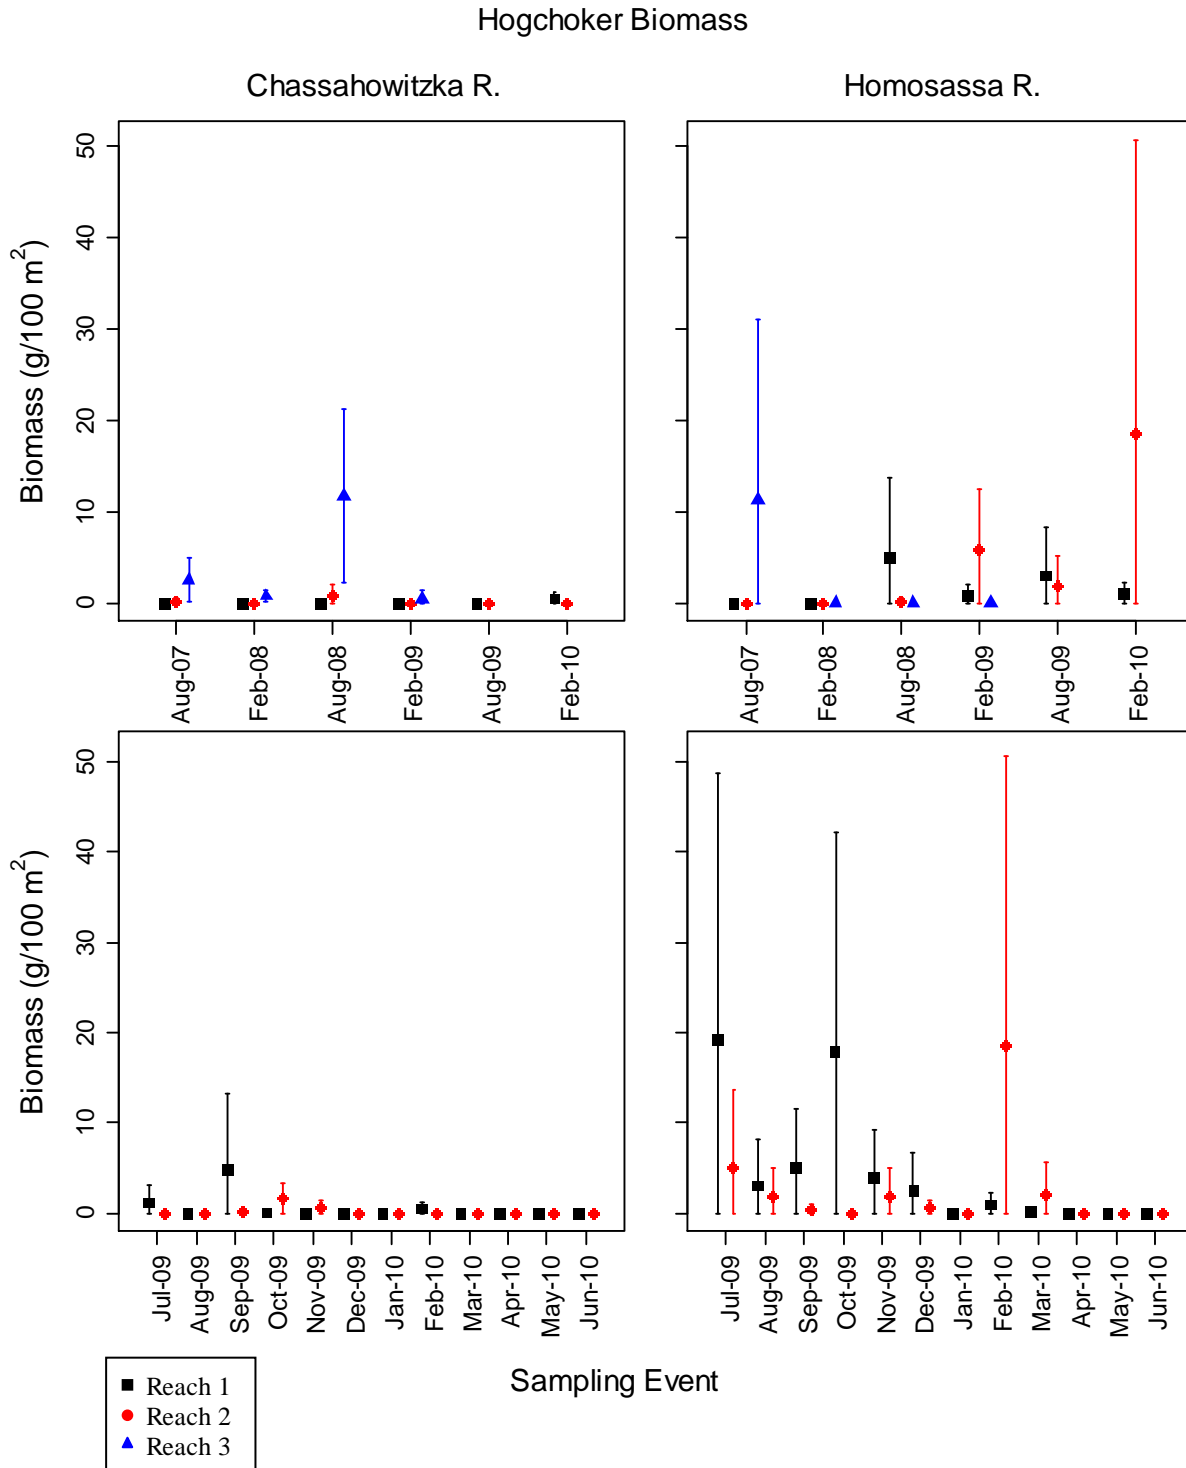 Hogchoker Biomass
Chassahowitzka R.
Homosassa R.
Biomass (g/100 m²)
50
40
30
20
10
0
Aug-07
Feb-08
Aug-08
Feb-09
Aug-09
Feb-10
Aug-07
Feb-08
Aug-08
Feb-09
Aug-09
Feb-10
Biomass (g/100 m²)
50
40
30
20
10
0
Jul-09
Aug-09
Sep-09
Oct-09
Nov-09
Dec-09
Jan-10
Feb-10
Mar-10
Apr-10
May-10
Jun-10
Jul-09
Aug-09
Sep-09
Oct-09
Nov-09
Dec-09
Jan-10
Feb-10
Mar-10
Apr-10
May-10
Jun-10
Sampling Event
Reach 1
Reach 2
Reach 3